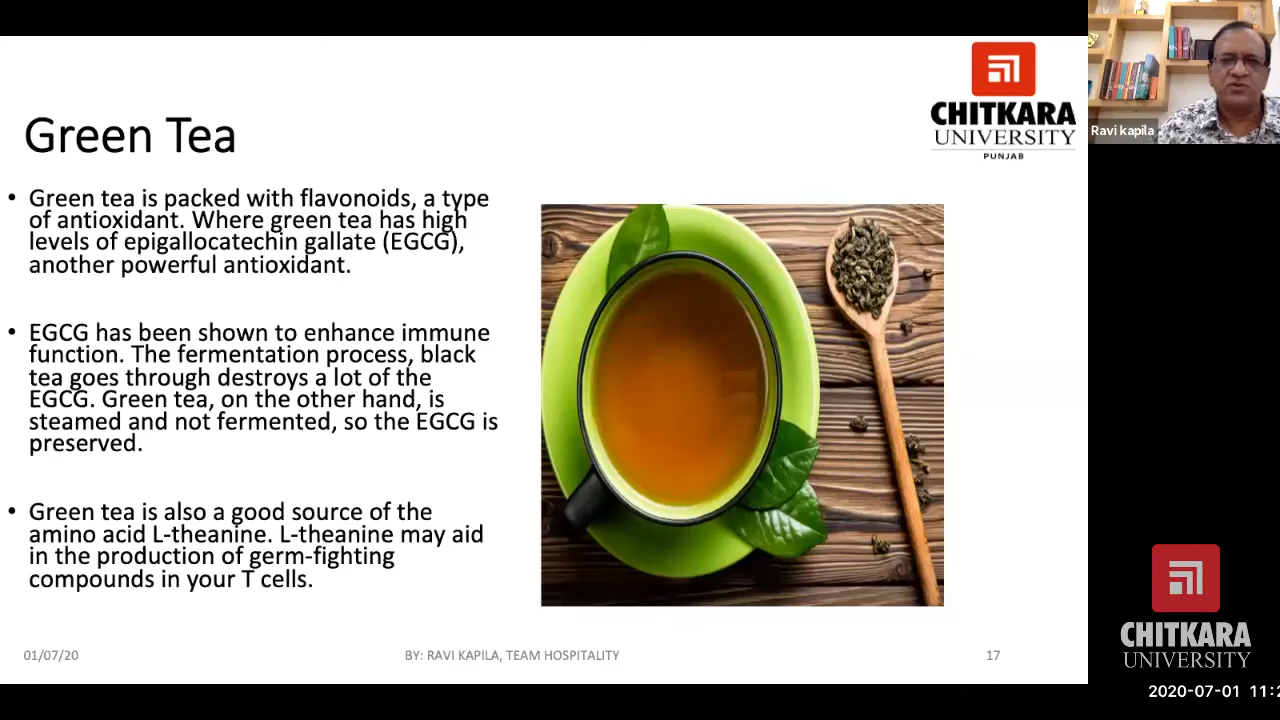 CHITKARA
UNIVERSITY
PUNJAB
Ravi kapila
Green Tea
• Green tea is packed with flavonoids, a type
of antioxidant. Where green tea has high
levels of epigallocatechin gallate (EGCG),
another powerful antioxidant.
• EGCG has been shown to enhance immune
function. The fermentation process, black
tea goes through destroys a lot of the
EGCG. Green tea, on the other hand, is
steamed and not fermented, so the EGCG is
preserved.
• Green tea is also a good source of the
amino acid L-theanine. L-theanine may aid
in the production of germ-fighting
compounds in your T cells.
01/07/20
BY: RAVI KAPILA, TEAM HOSPITALITY
17
CHITKARA
UNIVERSITY
2020-07-01 11:2